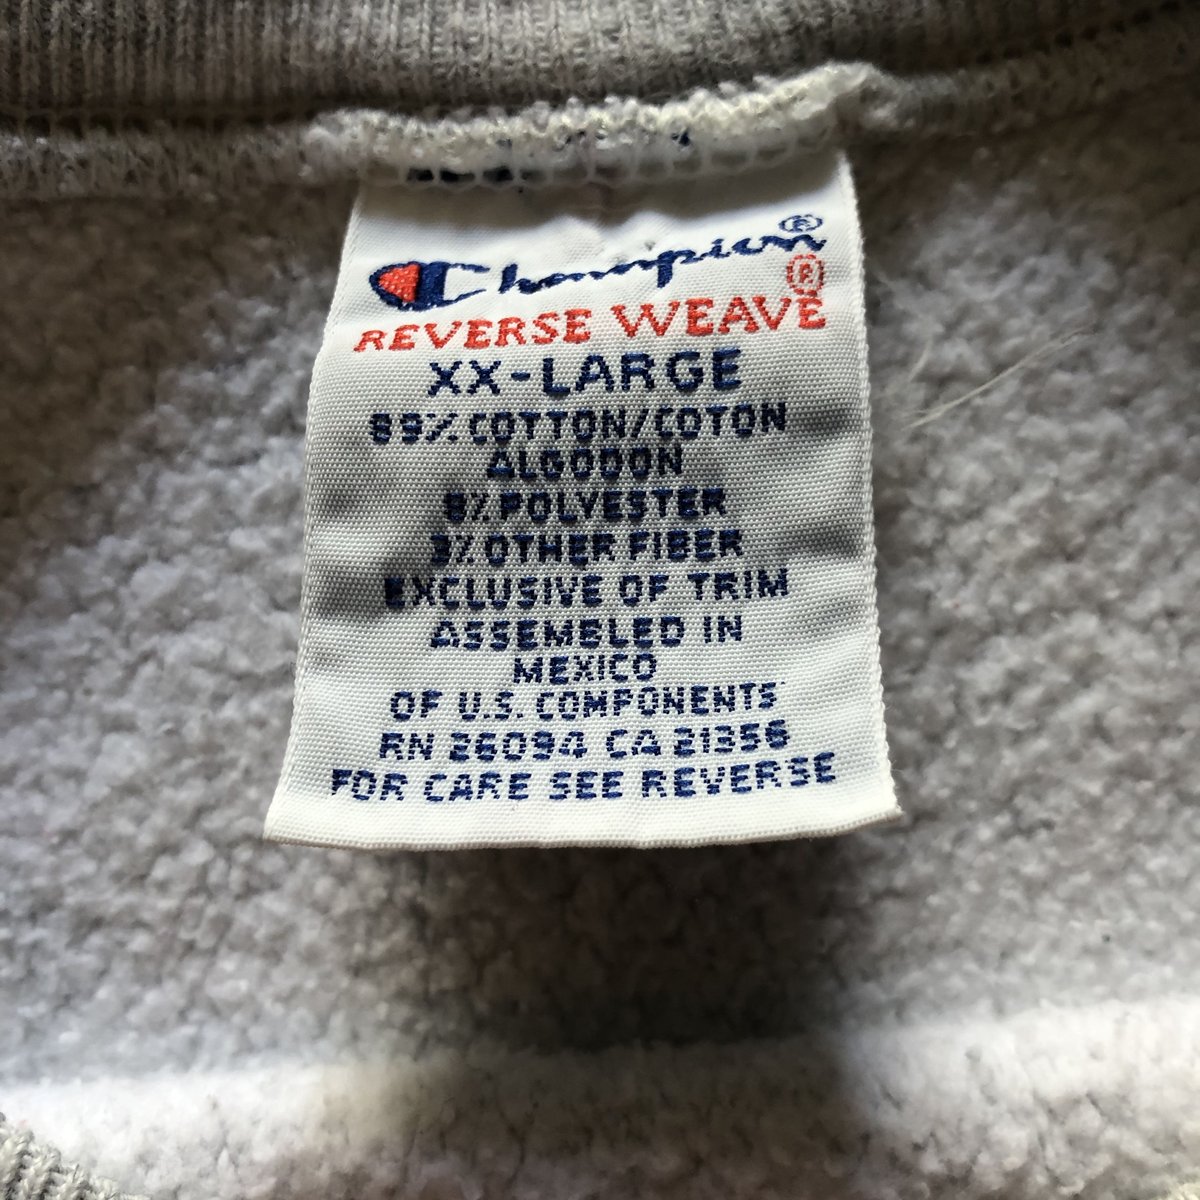 Champion®
REVERSE WEAVE®
XX-LARGE
89% COTTON/COTON
ALGODON
8% POLYESTER
3% OTHER FIBER
EXCLUSIVE OF TRIM
ASSEMBLED IN
MEXICO
OF U.S. COMPONENTS
RN 26094 CA 21356
FOR CARE SEE REVERSE